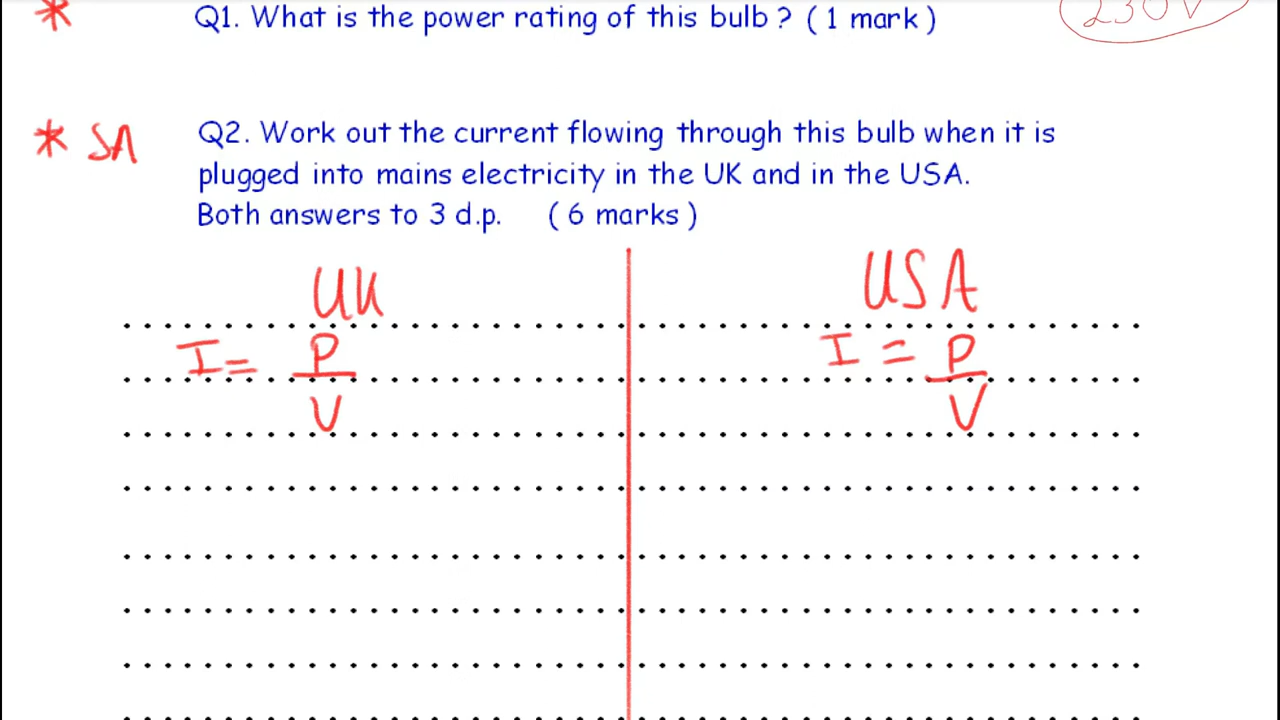 * Q1. What is the power rating of this bulb ? ( 1 mark )
230V
* SA Q2. Work out the current flowing through this bulb when it is
plugged into mains electricity in the UK and in the USA.
Both answers to 3 d.p. ( 6 marks )
UK
USA
I = P
V
I = P
V